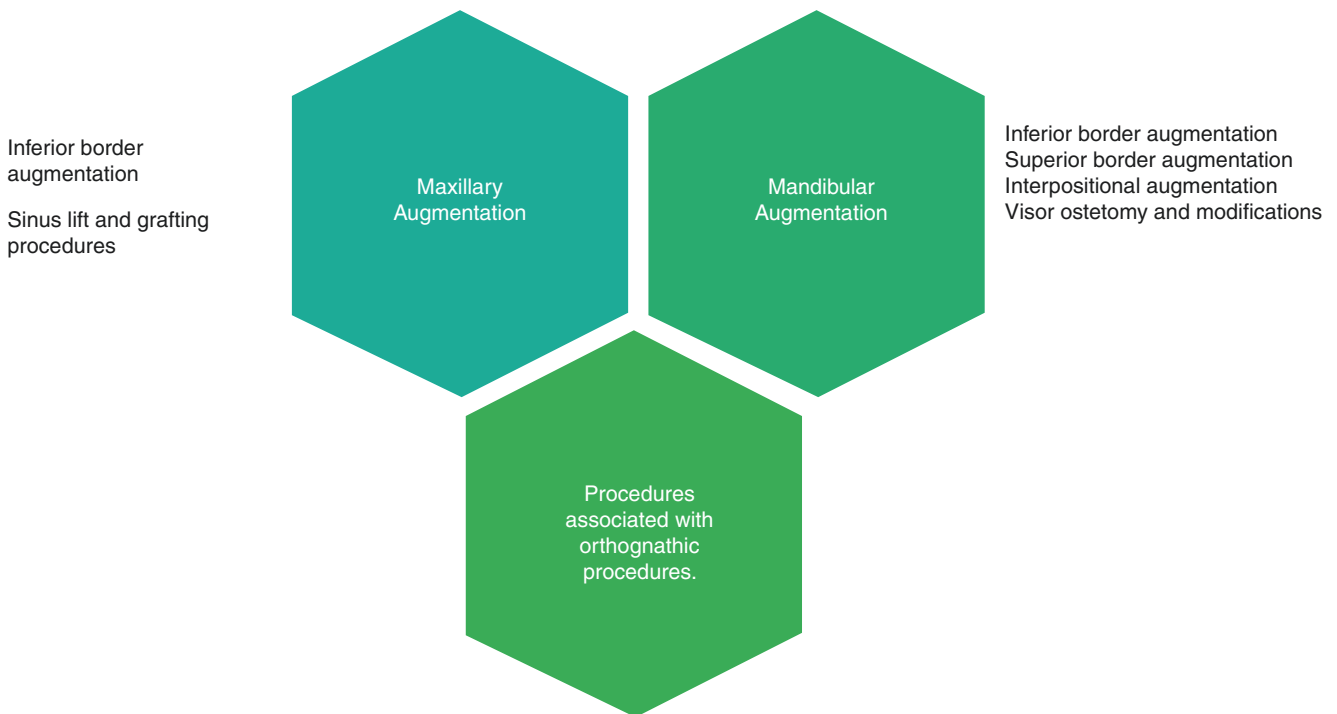 Inferior border
augmentation
Sinus lift and grafting
procedures
Maxillary
Augmentation
Mandibular
Augmentation
Inferior border augmentation
Superior border augmentation
Interpositional augmentation
Visor ostetomy and modifications
Procedures
associated with
orthognathic
procedures.